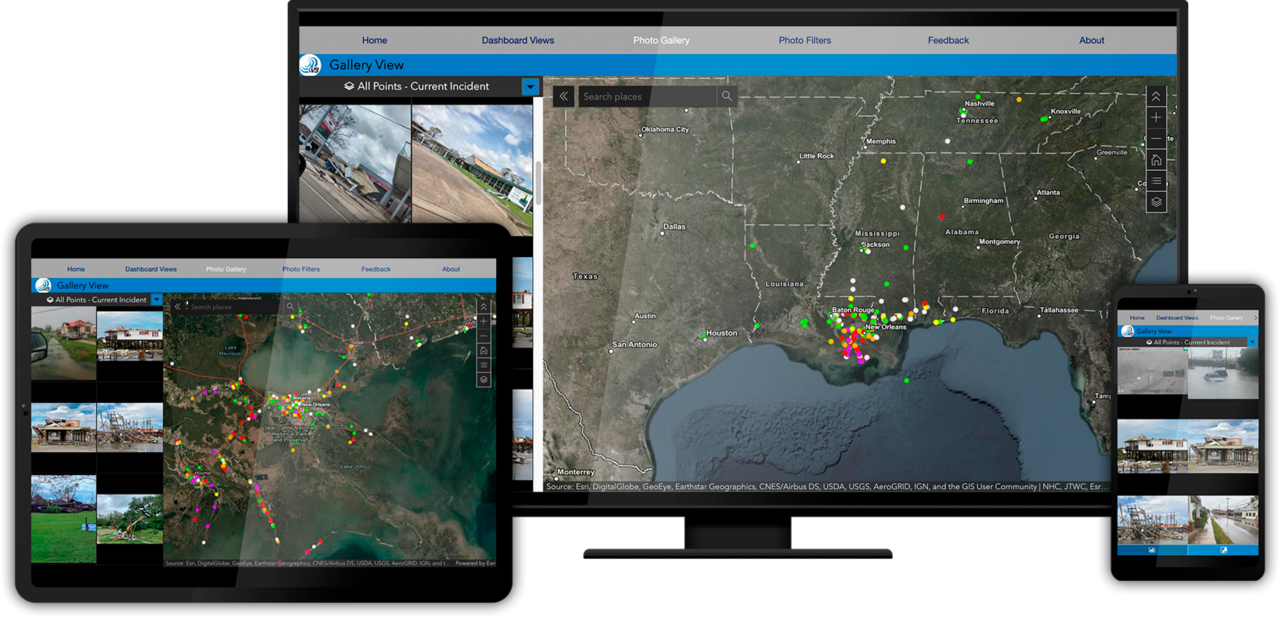 Home Dashboard Views Photo Gallery Photo Filters Feedback About
Gallery View
All Points - Current Incident
Search places
Nashville
Tennessee
Knoxville
Oklahoma City
Memphis
Little Rock
Greenville
Atlanta
Birmingham
Dallas
Mississippi
Jackson
Alabama
Montgomery
Georgia
Texas
Louisiana
Austin
Baton Rouge
New Orleans
Florida
Tallahassee
Houston
San Antonio
Monterrey
Source: Esri, DigitalGlobe, GeoEye, Earthstar Geographics, CNES/Airbus DS, USDA, USGS, AeroGRID, IGN, and the GIS User Community | NHC, JTWC, Esr...
Home Dashboard Views Photo Gallery Photo Filters Feedback About
Gallery View
All Points - Current Incident
Search places
Lake
Maurepas
Metairie
New Orleans
Houma
Source: Esri, DigitalGlobe, GeoEye, Earthstar Geographics, CNES/Airbus DS, USDA, USGS, AeroGRID, IGN, and t... Powered by Esri
Home Dashboard Views Photo Gallery
Gallery View
All Points - Current Incident